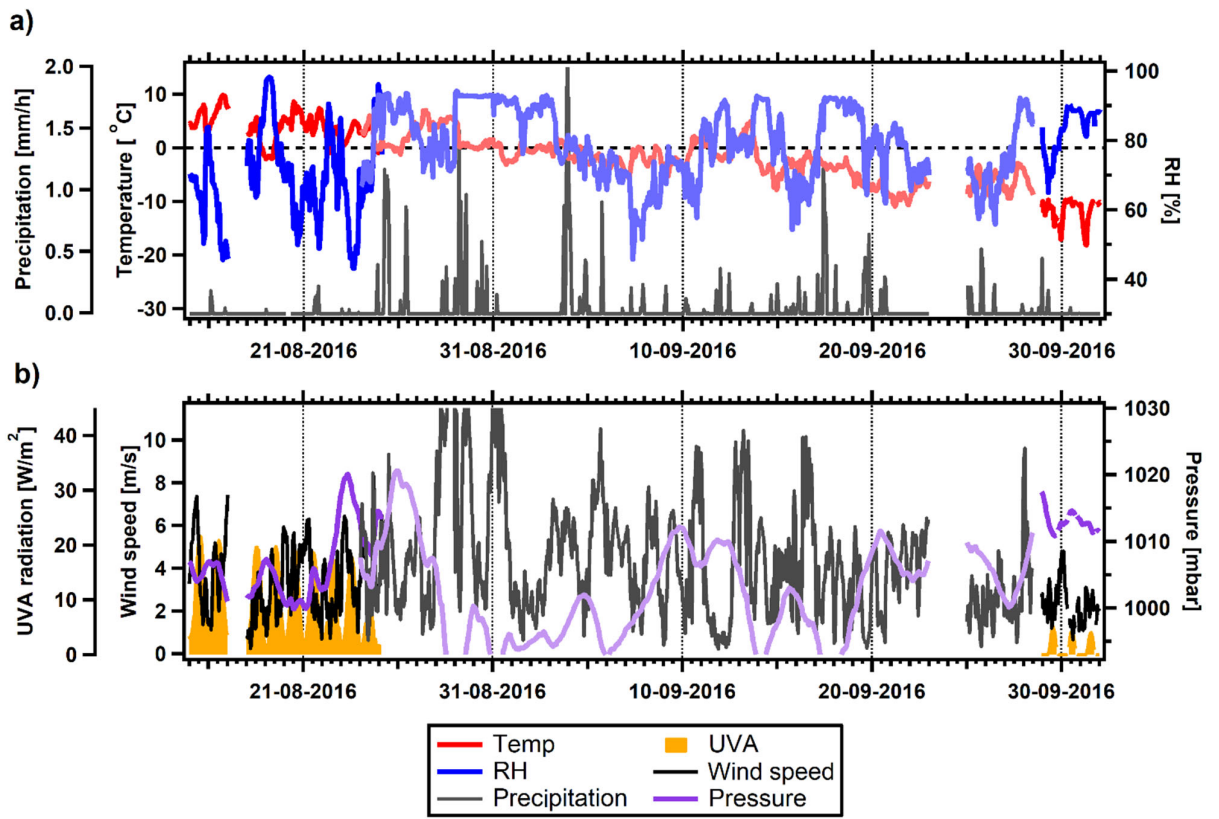 a)
Precipitation [mm/h]
2.0
1.5
1.0
0.5
0.0
Temperature [ °C]
10
0
-10
-20
-30
100
80
60
40
RH [%]
21-08-2016
31-08-2016
10-09-2016
20-09-2016
30-09-2016
b)
UVA radiation [W/m²]
40
30
20
10
0
Wind speed [m/s]
10
8
6
4
2
0
1030
1020
1010
1000
Pressure [mbar]
21-08-2016
31-08-2016
10-09-2016
20-09-2016
30-09-2016
Temp
UVA
RH
Wind speed
Precipitation
Pressure